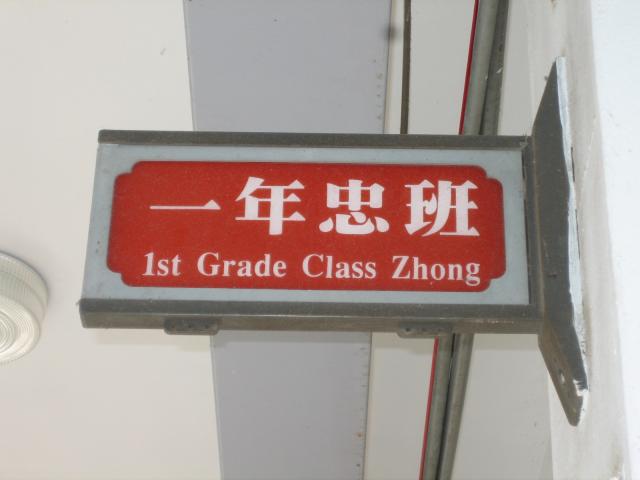 一年忠班
1st Grade Class Zhong